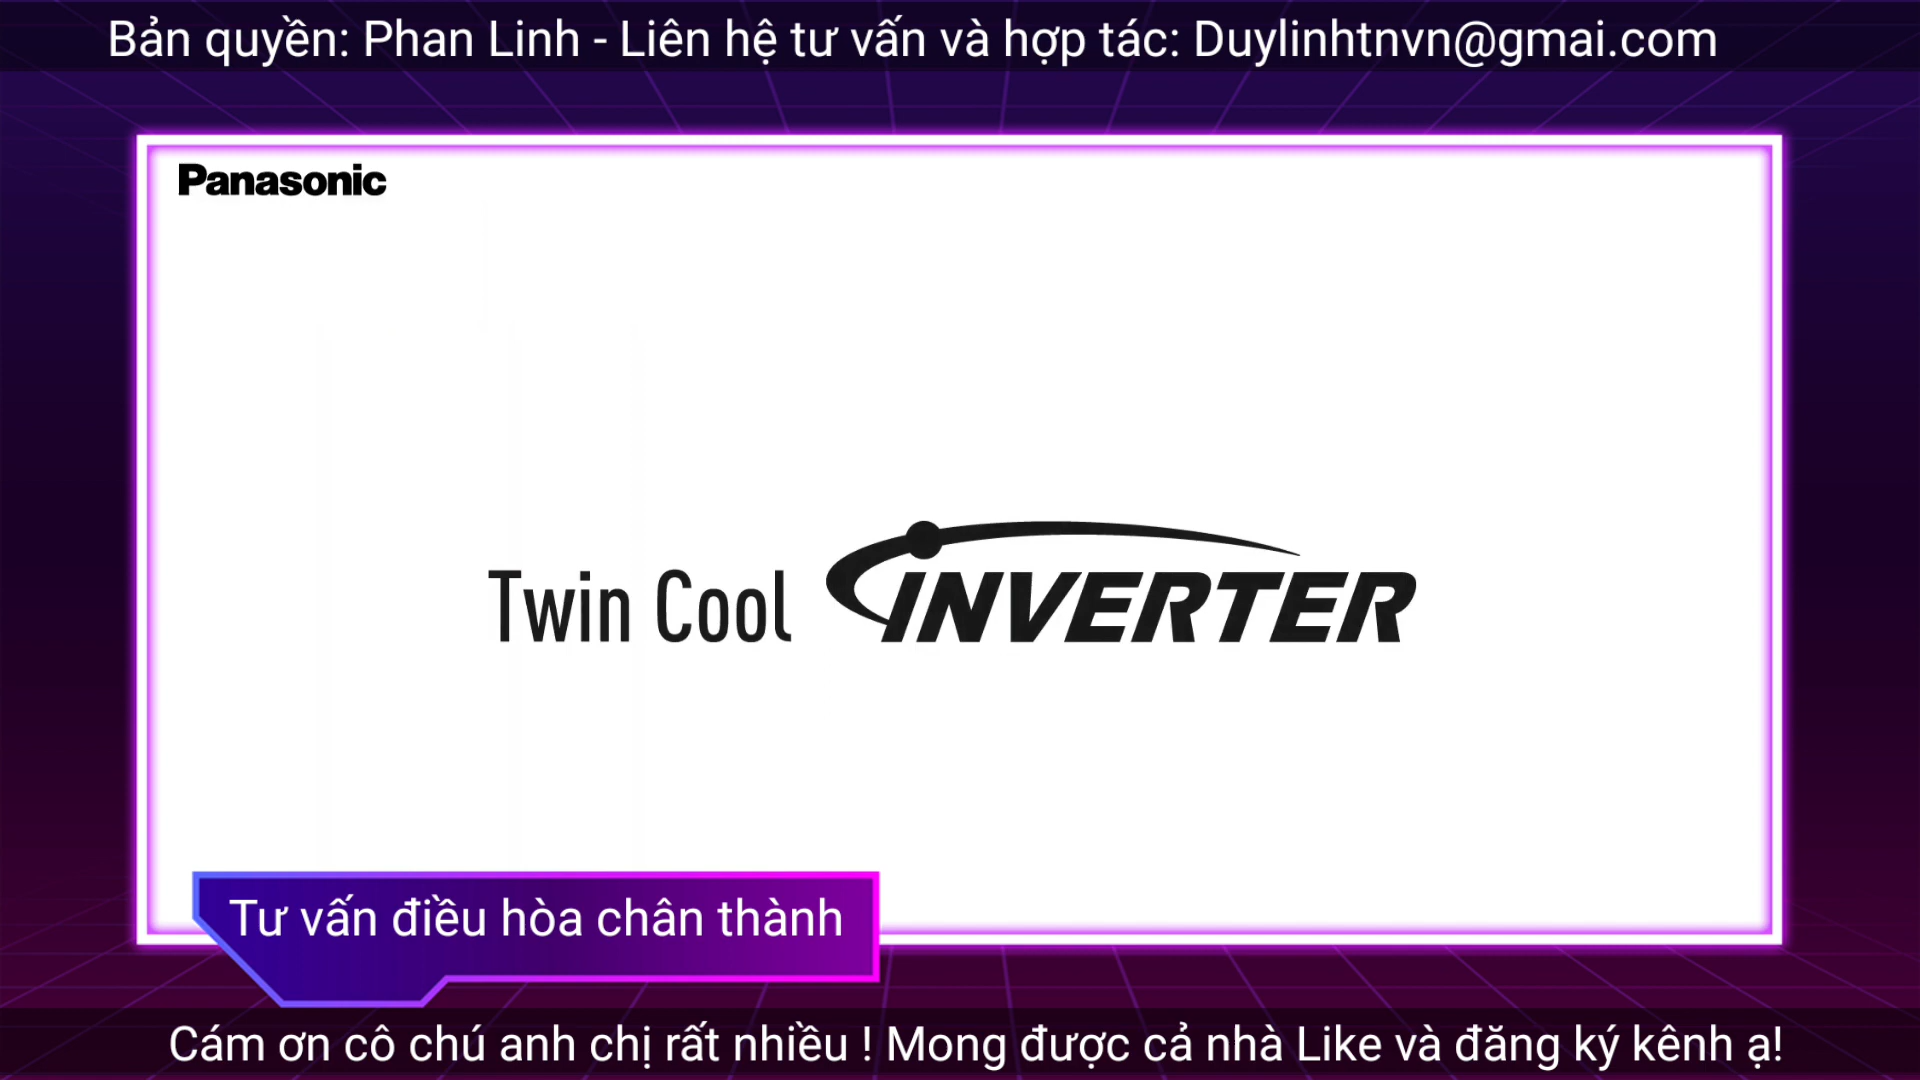 Bản quyền: Phan Linh - Liên hệ tư vấn và hợp tác: Duylinhtnvn@gmai.com
Panasonic
Twin Cool INVERTER
Tư vấn điều hòa chân thành
Cám ơn cô chú anh chị rất nhiều ! Mong được cả nhà Like và đăng ký kênh ạ!